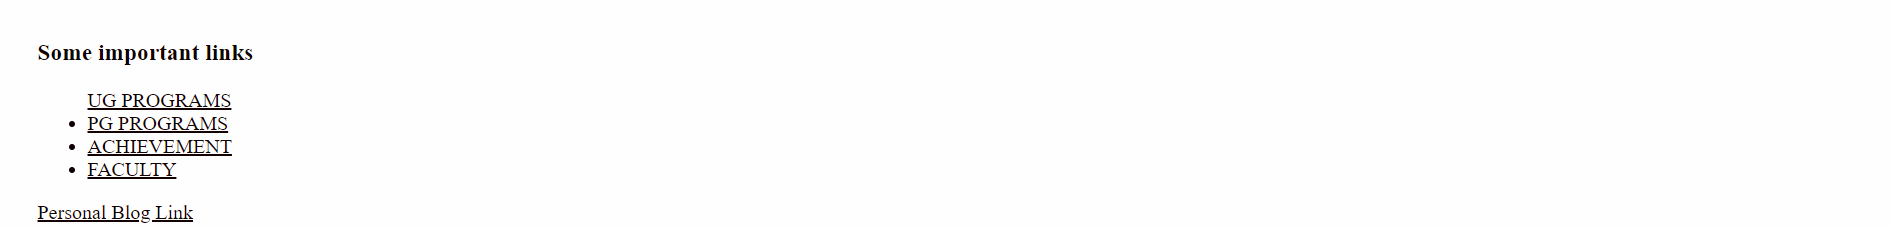 Some important links
UG PROGRAMS
• PG PROGRAMS
• ACHIEVEMENT
• FACULTY
Personal Blog Link